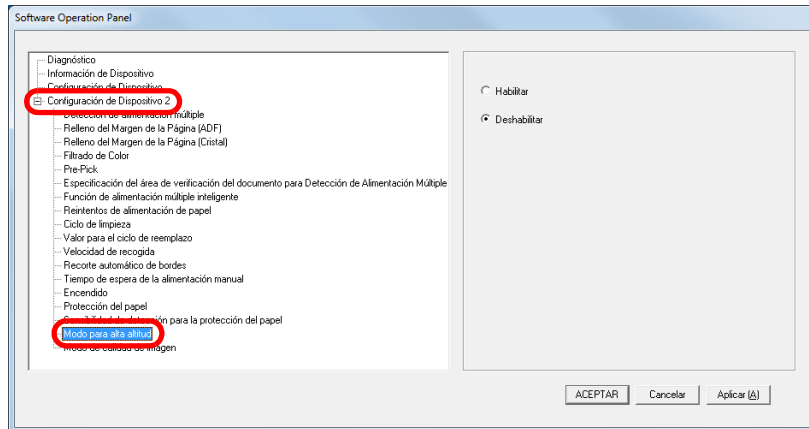 Software Operation Panel
Diagnóstico
Información de Dispositivo
Configuración de Dispositivo
Configuración de Dispositivo 2
Detección de alimentación múltiple
Relleno del Margen de la Página (ADF)
Relleno del Margen de la Página (Cristal)
Filtrado de Color
Pre-Pick
Especificación del área de verificación del documento para Detección de Alimentación Múltiple
Función de alimentación múltiple inteligente
Reintentos de alimentación de papel
Ciclo de limpieza
Valor para el ciclo de reemplazo
Velocidad de recogida
Recorte automático de bordes
Tiempo de espera de la alimentación manual
Encendido
Protección del papel
Sensibilidad de detección para la protección del papel
Modo para alta altitud
Modo de calidad de imagen
Habilitar
Deshabilitar
ACEPTAR
Cancelar
Aplicar (A)